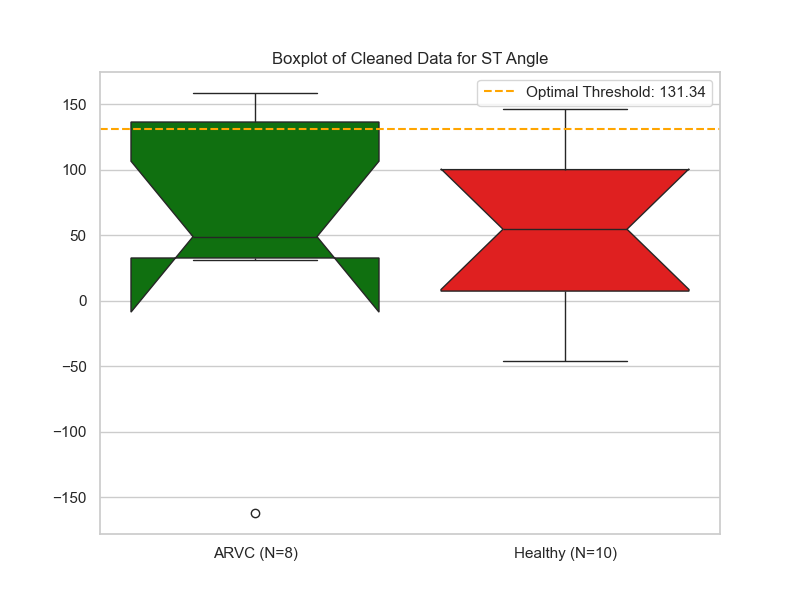 Boxplot of Cleaned Data for ST Angle
Optimal Threshold: 131.34
150
100
50
0
−50
−100
−150
ARVC (N=8)
Healthy (N=10)